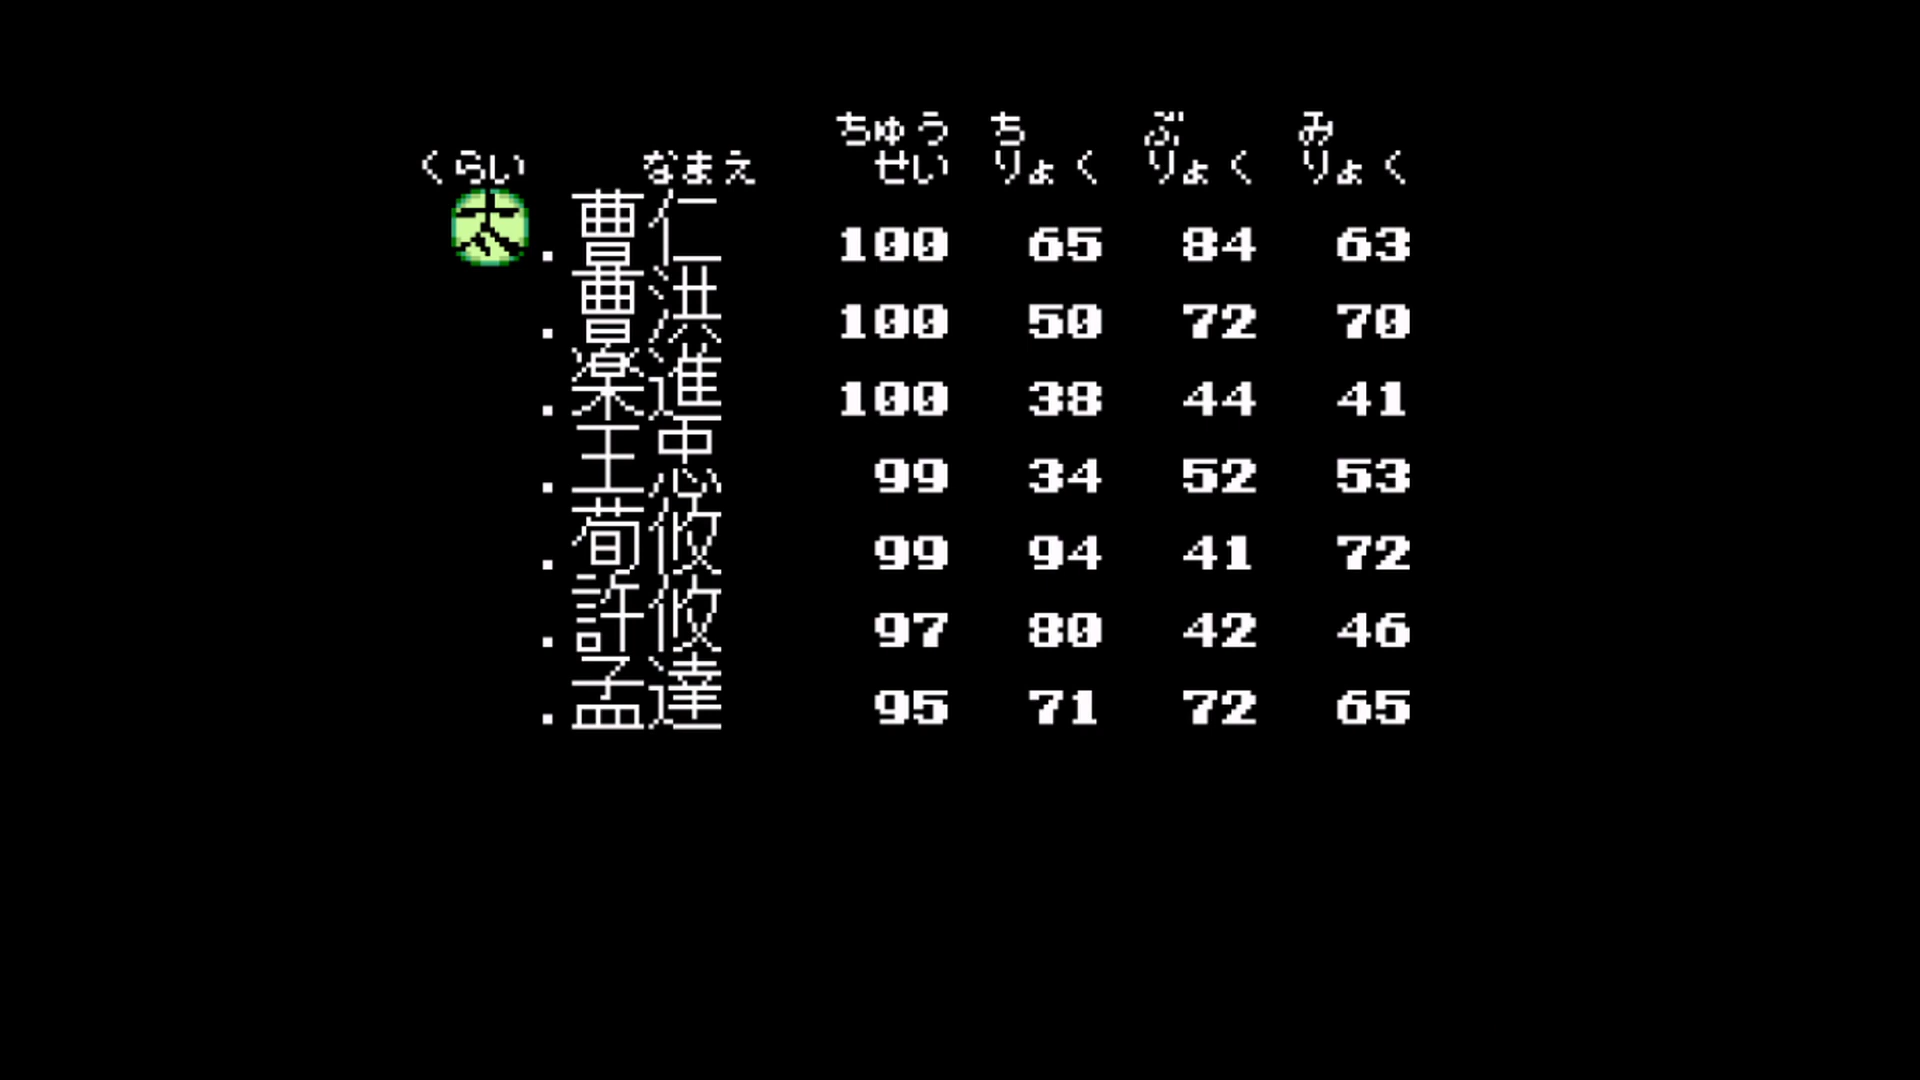 ちゅう ち ぶ み
くらい なまえ せい りょく りょく りょく
太.曹仁 100 65 84 63
.曹洪 100 50 72 70
.楽進 100 38 44 41
.王忠 99 34 52 53
.荀攸 99 94 41 72
.許攸 97 80 42 46
.孟達 95 71 72 65